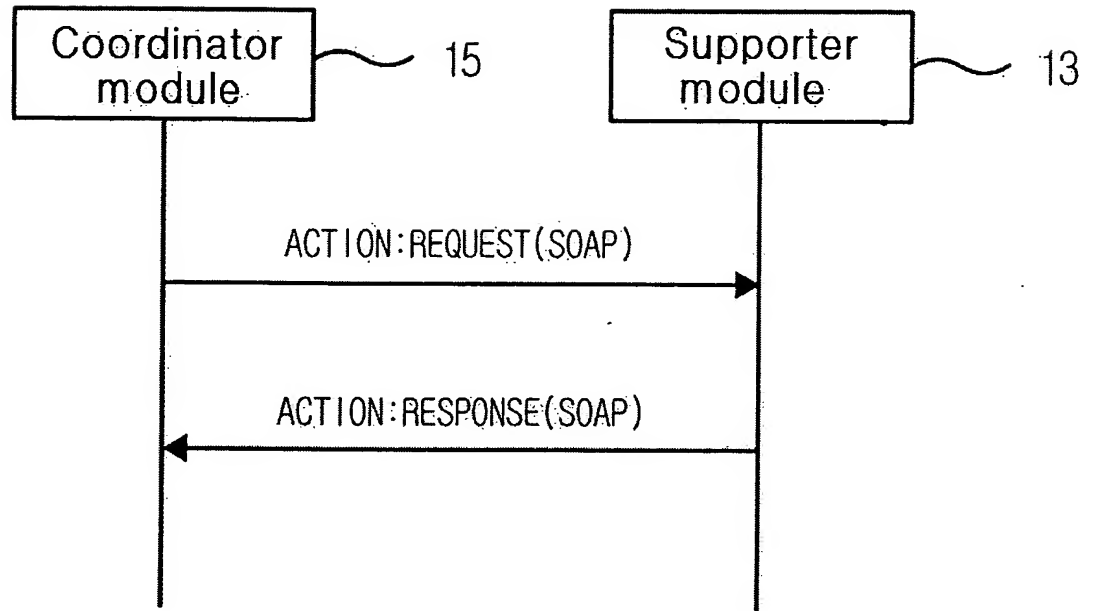 Coordinator
module
15
Supporter
module
13
ACTION:REQUEST(SOAP)
ACTION:RESPONSE(SOAP)